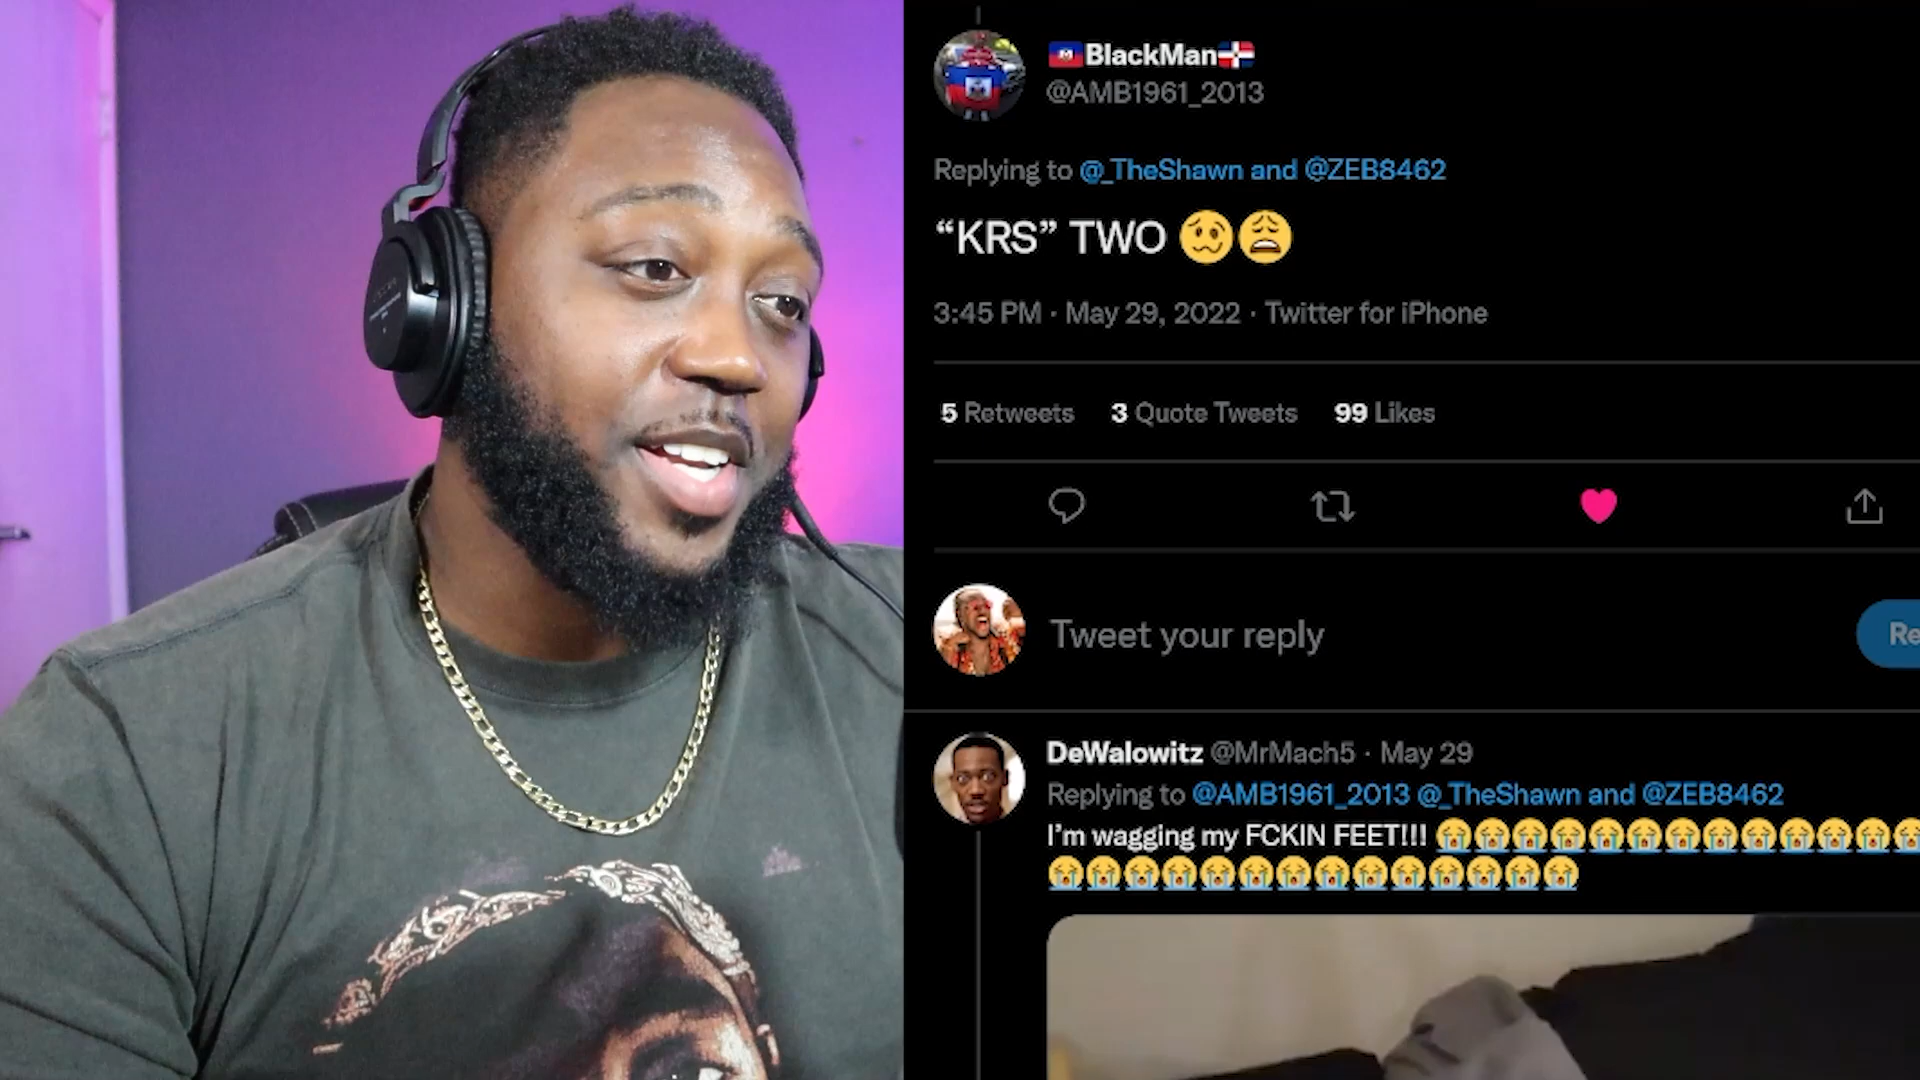 🇭🇹BlackMan🇩🇴
@AMB1961_2013
Replying to @_TheShawn and @ZEB8462
“KRS” TWO 🥴😩
3:45 PM · May 29, 2022 · Twitter for iPhone
5 Retweets 3 Quote Tweets 99 Likes
Tweet your reply
Re
DeWalowitz @MrMach5 · May 29
Replying to @AMB1961_2013 @_TheShawn and @ZEB8462
I’m wagging my FCKIN FEET!!! 😭😭😭😭😭😭😭😭😭😭😭😭😭
😭😭😭😭😭😭😭😭😭😭😭😭😭😭